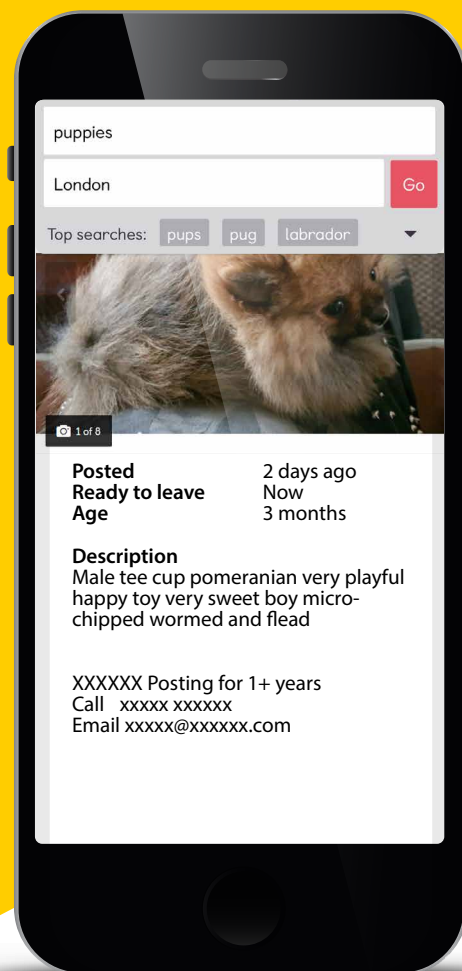 puppies
London
Go
Top searches: pups pug labrador
1 of 8
Posted 2 days ago
Ready to leave Now
Age 3 months
Description
Male tee cup pomeranian very playful
happy toy very sweet boy micro-
chipped wormed and flead
XXXXXX Posting for 1+ years
Call xxxxx xxxxxx
Email xxxxx@xxxxxx.com